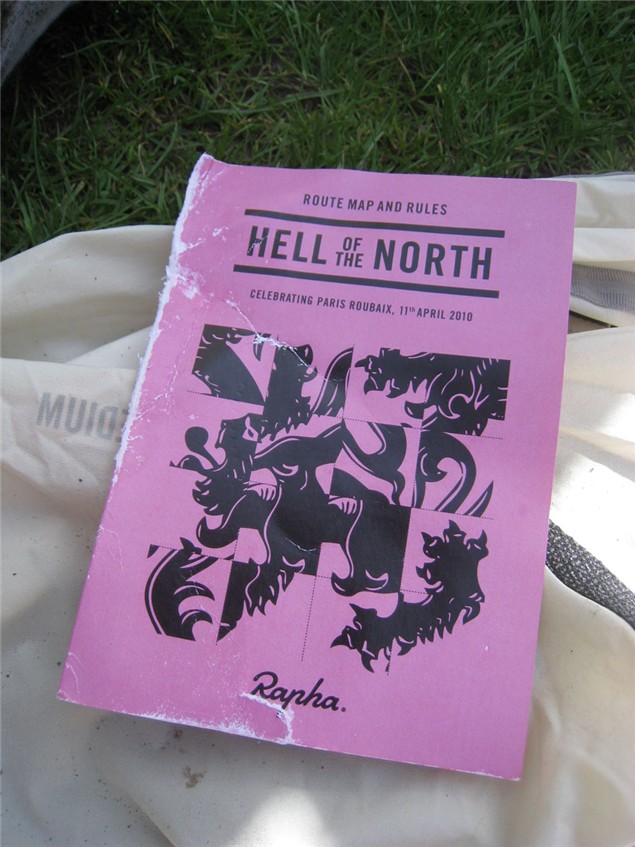 ROUTE MAP AND RULES
HELL OF THE NORTH
CELEBRATING PARIS ROUBAIX, 11th APRIL 2010
Rapha.